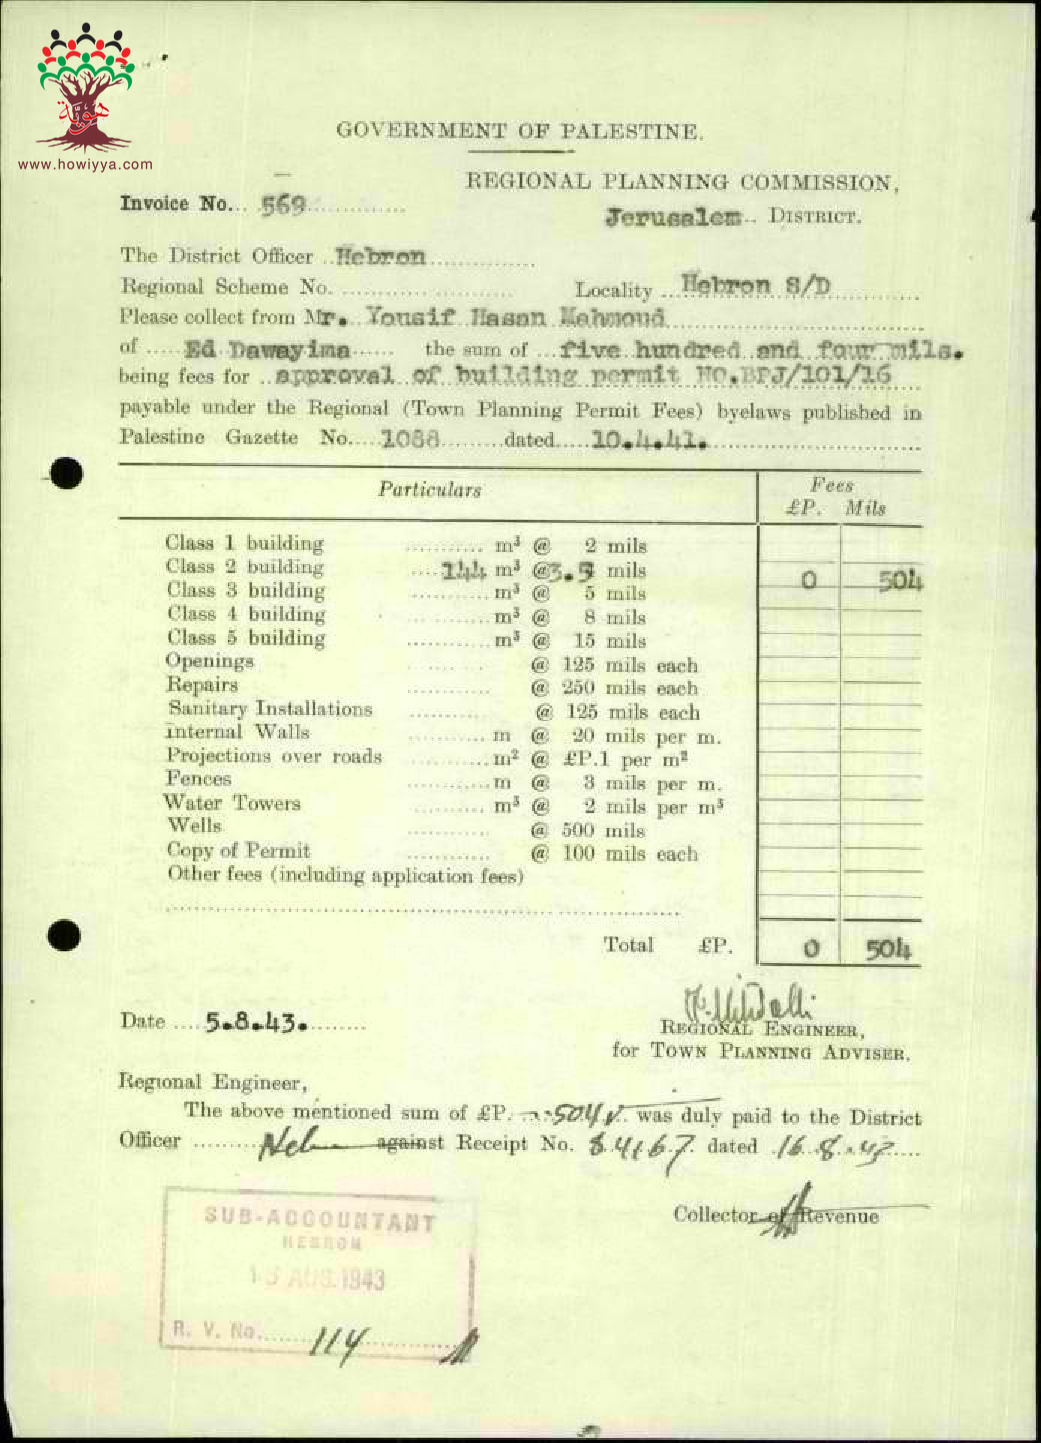 هويّة
www.howiyya.com
GOVERNMENT OF PALESTINE.
REGIONAL PLANNING COMMISSION,
Invoice No... 569
Jerusalem.. DISTRICT.
The District Officer ..Hebron
Regional Scheme No. Locality ....Hebron S/D
Please collect from Mr. Yousif Hasan Mahmoud
of ..... Ed Dawayima...... the sum of ...five hundred and four mils.
being fees for ..approval of building permit NO.BPJ/101/16
payable under the Regional (Town Planning Permit Fees) byelaws published in
Palestine Gazette No.....1088.........dated.....10.4.41.
Particulars Fees
£P. Mils
Class 1 building ........... m³ @ 2 mils
Class 2 building ....144 m³ @3.5 mils 0 504
Class 3 building ........... m³ @ 5 mils
Class 4 building ........... m³ @ 8 mils
Class 5 building ........... m³ @ 15 mils
Openings @ 125 mils each
Repairs ........... @ 250 mils each
Sanitary Installations ........... @ 125 mils each
Internal Walls ........... m @ 20 mils per m.
Projections over roads ........... m² @ £P.1 per m²
Fences ........... m @ 3 mils per m.
Water Towers ........... m³ @ 2 mils per m³
Wells ........... @ 500 mils
Copy of Permit ........... @ 100 mils each
Other fees (including application fees)
Total £P. 0 504
Date ....5.8.43.
REGIONAL ENGINEER,
for TOWN PLANNING ADVISER.
Regional Engineer,
The above mentioned sum of £P. 504 was duly paid to the District
Officer .......... against Receipt No. 84167. dated .16.8.43
Collector of Revenue
SUB-ACCOUNTANT
HEBRON
AUG.1943
R. V. No. 114